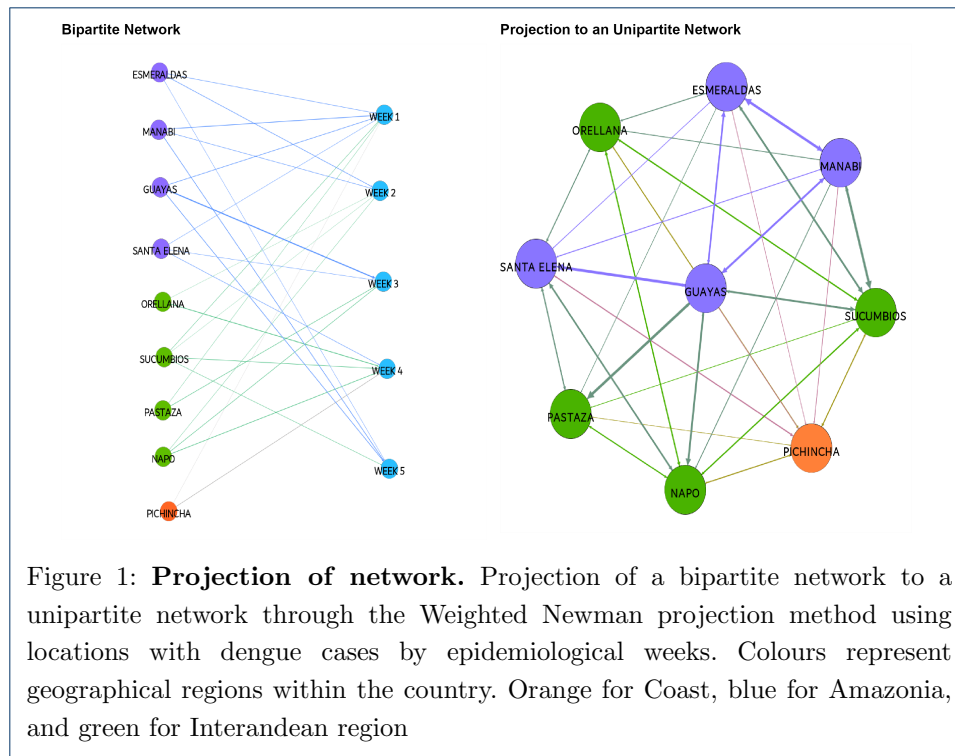 Bipartite Network
ESMERALDAS
MANABI
GUAYAS
SANTA ELENA
ORELLANA
SUCUMBIOS
PASTAZA
NAPO
PICHINCHA
WEEK 1
WEEK 2
WEEK 3
WEEK 4
WEEK 5
Projection to an Unipartite Network
ESMERALDAS
ORELLANA
MANABI
SANTA ELENA
GUAYAS
SUCUMBIOS
PASTAZA
PICHINCHA
NAPO
Figure 1: Projection of network. Projection of a bipartite network to a
unipartite network through the Weighted Newman projection method using
locations with dengue cases by epidemiological weeks. Colours represent
geographical regions within the country. Orange for Coast, blue for Amazonia,
and green for Interandean region